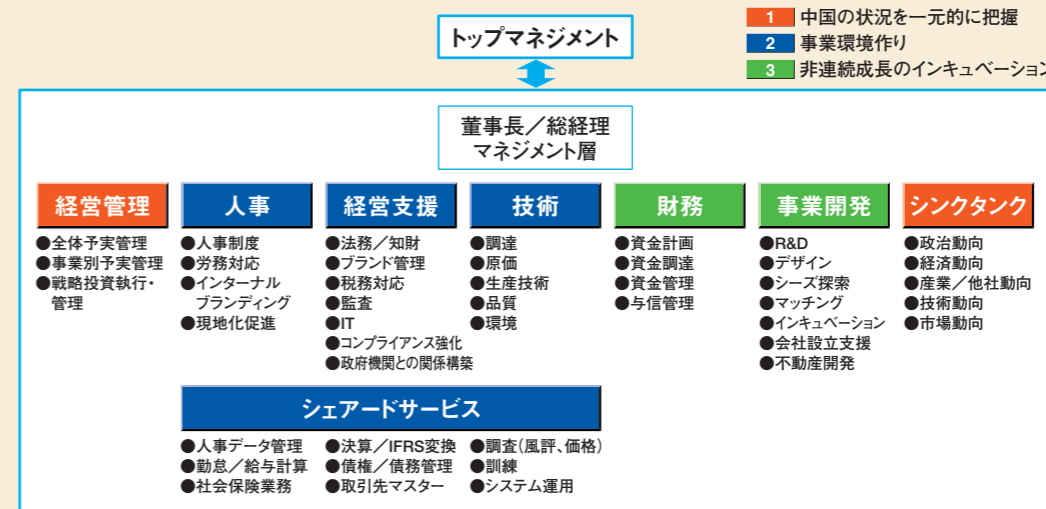 トップマネジメント
1 中国の状況を一元的に把握
2 事業環境作り
3 非連続成長のインキュベーション
董事長／総経理
マネジメント層
経営管理
●全体予実管理
●事業別予実管理
●戦略投資執行・
管理
人事
●人事制度
●労務対応
●インターナル
ブランディング
●現地化促進
経営支援
●法務／知財
●ブランド管理
●税務対応
●監査
●IT
●コンプライアンス強化
●政府機関との関係構築
技術
●調達
●原価
●生産技術
●品質
●環境
財務
●資金計画
●資金調達
●資金管理
●与信管理
事業開発
●R&D
●デザイン
●シーズ探索
●マッチング
●インキュベーション
●会社設立支援
●不動産開発
シンクタンク
●政治動向
●経済動向
●産業／他社動向
●技術動向
●市場動向
シェアードサービス
●人事データ管理
●勤怠／給与計算
●社会保険業務
●決算／IFRS変換
●債権／債務管理
●取引先マスター
●調査（風評、価格）
●訓練
●システム運用